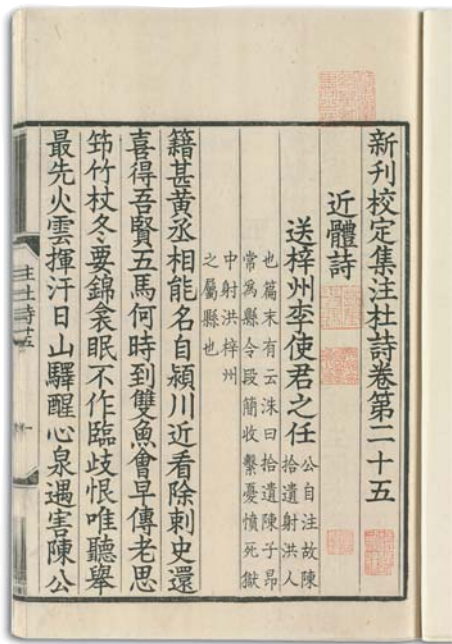 新刊校定集注杜詩卷第二十五
近體詩
送梓州李使君之任
公自注故陳
拾遺射洪人
也篇末有云洙曰拾遺陳子昂
常爲縣令段簡收繫憂憤死獄
中射洪梓州
之屬縣也
籍甚黃丞相能名自潁川近看除刺史還
喜得吾賢五馬何時到雙魚會早傳老思
筇竹杖冬要錦衾眠不作臨歧恨唯聽舉
最先火雲揮汗日山驛醒心泉遇害陳公